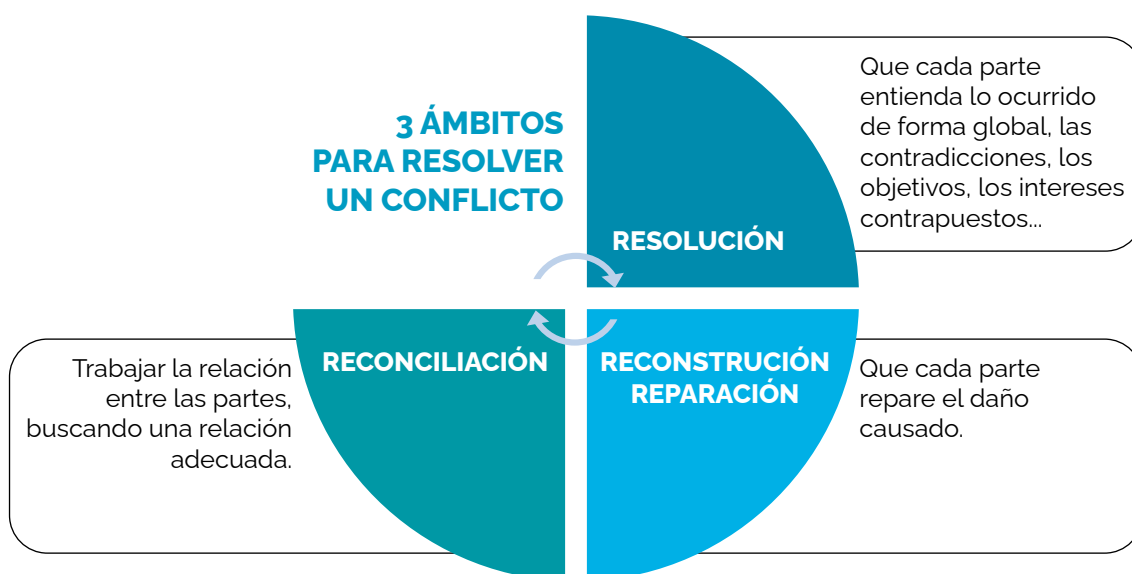 3 ÁMBITOS
PARA RESOLVER
UN CONFLICTO
RESOLUCIÓN
Que cada parte
entienda lo ocurrido
de forma global, las
contradicciones, los
objetivos, los intereses
contrapuestos...
RECONCILIACIÓN
Trabajar la relación
entre las partes,
buscando una relación
adecuada.
RECONSTRUCIÓN
REPARACIÓN
Que cada parte
repare el daño
causado.